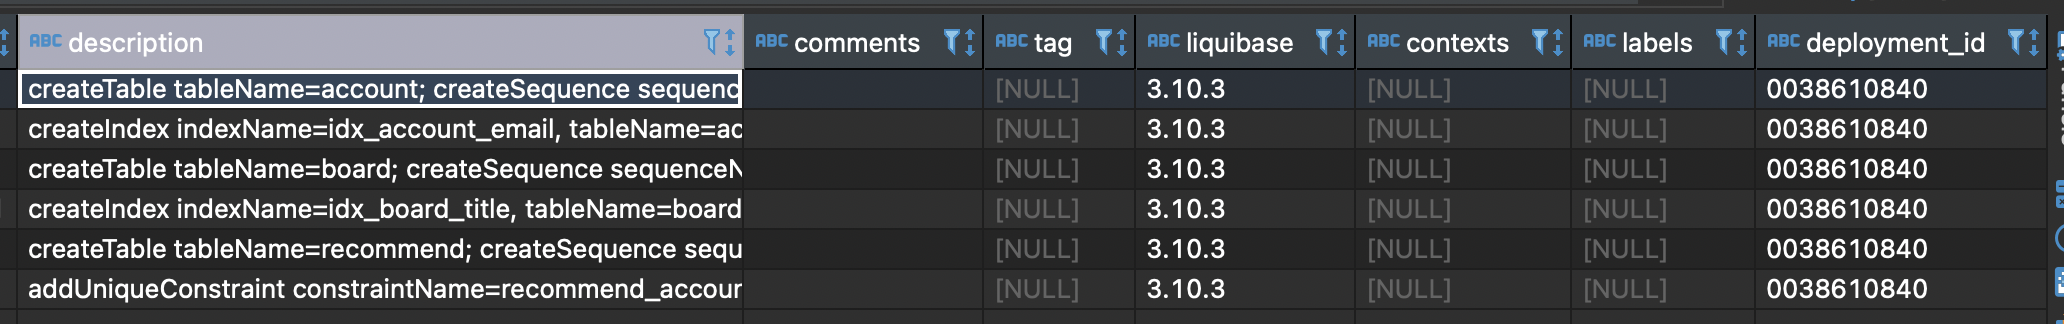 ABC description ABC comments ABC tag ABC liquibase ABC contexts ABC labels ABC deployment_id
createTable tableName=account; createSequence sequenc [NULL] 3.10.3 [NULL] [NULL] 0038610840
createIndex indexName=idx_account_email, tableName=ac [NULL] 3.10.3 [NULL] [NULL] 0038610840
createTable tableName=board; createSequence sequenceN [NULL] 3.10.3 [NULL] [NULL] 0038610840
createIndex indexName=idx_board_title, tableName=board [NULL] 3.10.3 [NULL] [NULL] 0038610840
createTable tableName=recommend; createSequence sequ [NULL] 3.10.3 [NULL] [NULL] 0038610840
addUniqueConstraint constraintName=recommend_accour [NULL] 3.10.3 [NULL] [NULL] 0038610840